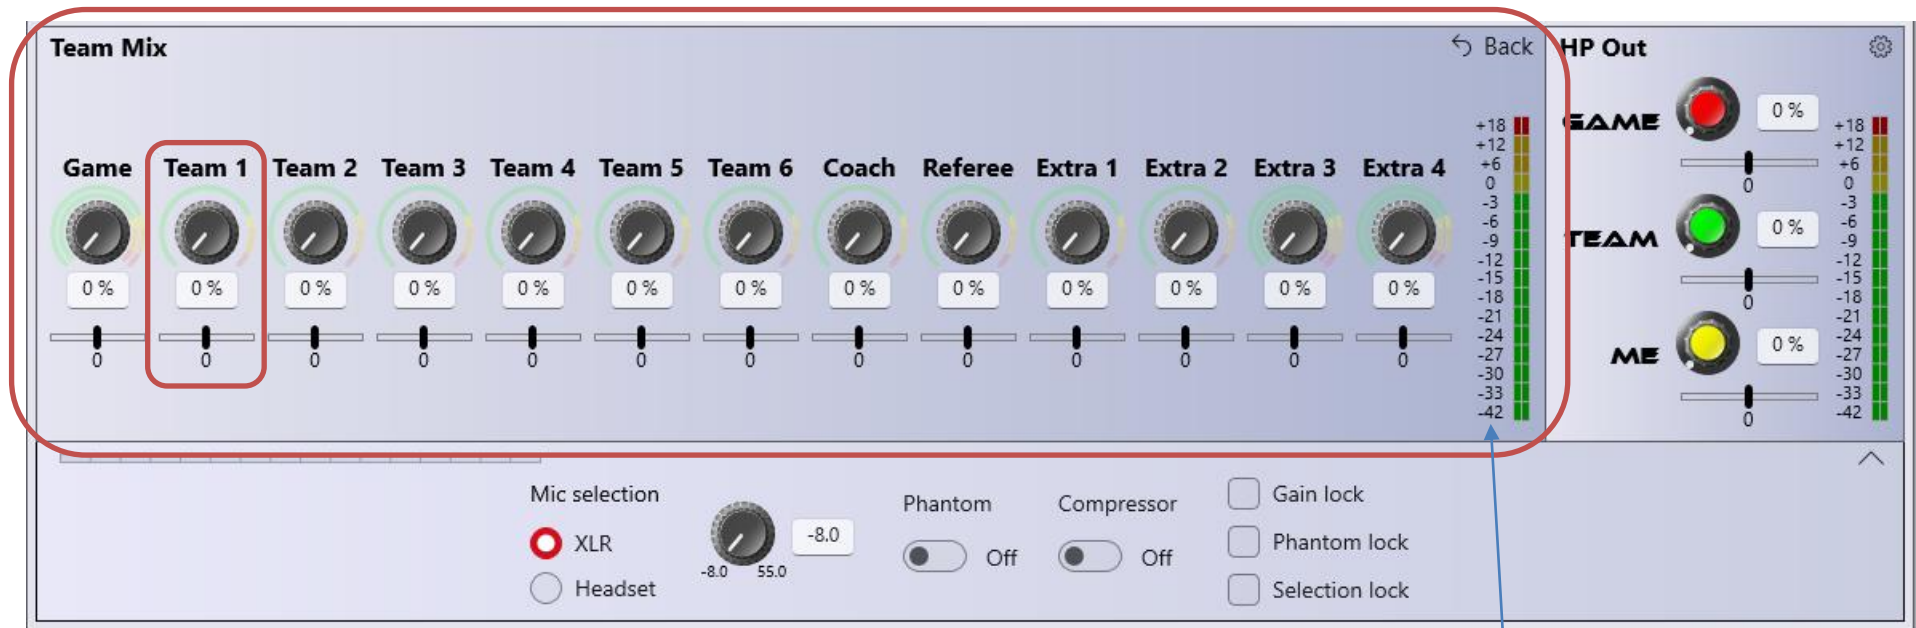 Team Mix
Back
Game Team 1 Team 2 Team 3 Team 4 Team 5 Team 6 Coach Referee Extra 1 Extra 2 Extra 3 Extra 4
0 % 0 % 0 % 0 % 0 % 0 % 0 % 0 % 0 % 0 % 0 % 0 % 0 %
0 0 0 0 0 0 0 0 0 0 0 0 0
+18
+12
+6
0
-3
-6
-9
-12
-15
-18
-21
-24
-27
-30
-33
-42
HP Out
GAME 0 %
0
TEAM 0 %
0
ME 0 %
0
+18
+12
+6
0
-3
-6
-9
-12
-15
-18
-21
-24
-27
-30
-33
-42
Mic selection
XLR
Headset
-8.0
-8.0 55.0
Phantom
Off
Compressor
Off
Gain lock
Phantom lock
Selection lock